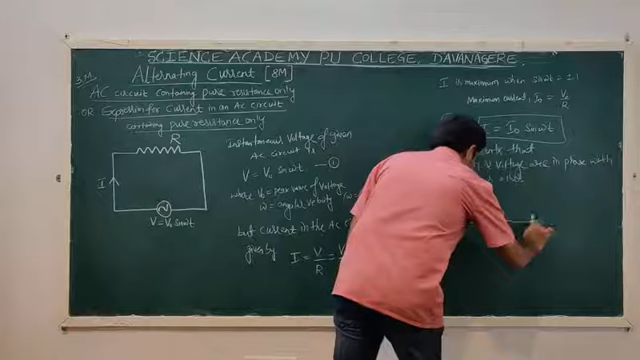 SCIENCE ACADEMY PU COLLEGE, DAVANAGERE
3M
Alternating Current [8M]
AC circuit containing pure resistance only
OR Expression for Current in an AC circuit
containing pure resistance only
R
I
V=V₀ sinωt
Instantaneous Voltage of given
AC circuit is
V = V₀ sinωt —①
where V₀ = peak value of Voltage
ω = angular velocity (ω=
but current in the AC
given by
I = V/R =
I is maximum when sinωt = ±1
Maximum current, I₀ = V₀/R
I = I₀ sinωt
that
V Voltage are in phase with